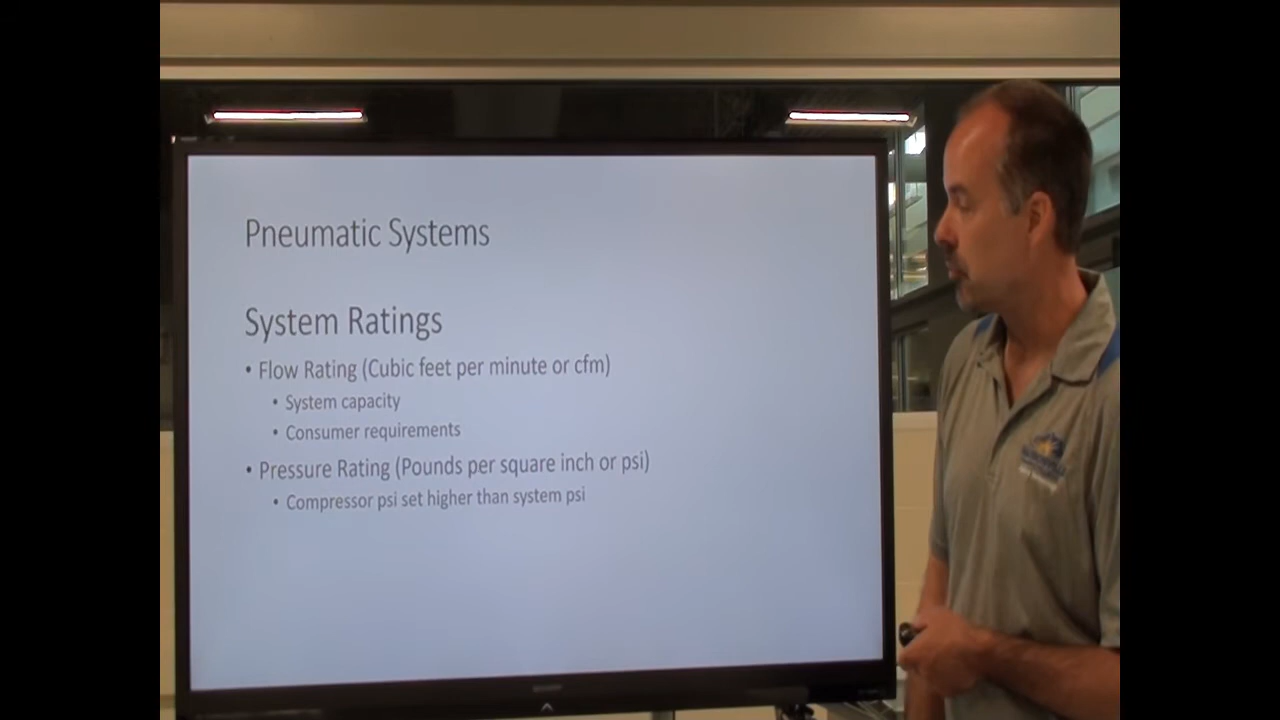 Pneumatic Systems
System Ratings
• Flow Rating (Cubic feet per minute or cfm)
• System capacity
• Consumer requirements
• Pressure Rating (Pounds per square inch or psi)
• Compressor psi set higher than system psi